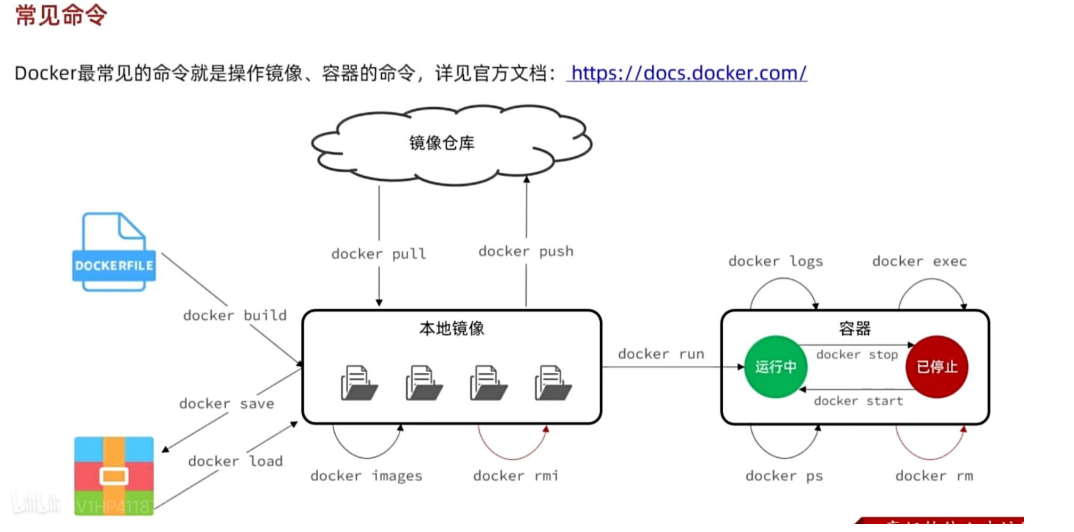 常见命令
Docker最常见的命令就是操作镜像、容器的命令，详见官方文档： https://docs.docker.com/
镜像仓库
docker pull
docker push
DOCKERFILE
docker build
docker logs
docker exec
本地镜像
容器
docker run
运行中
docker stop
已停止
docker start
docker save
docker load
docker images
docker rmi
docker ps
docker rm